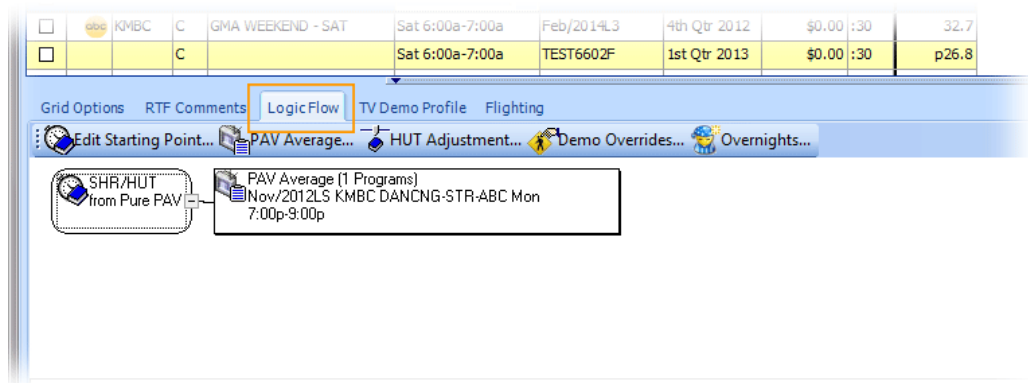 abc KMBC C GMA WEEKEND - SAT Sat 6:00a-7:00a Feb/2014L3 4th Qtr 2012 $0.00 :30 32.7
C Sat 6:00a-7:00a TEST6602F 1st Qtr 2013 $0.00 :30 p26.8
Grid Options RTF Comments LogicFlow TV Demo Profile Flighting
Edit Starting Point... PAV Average... HUT Adjustment... Demo Overrides... Overnights...
SHR/HUT
from Pure PAV
PAV Average (1 Programs)
Nov/2012LS KMBC DANCNG-STR-ABC Mon
7:00p-9:00p